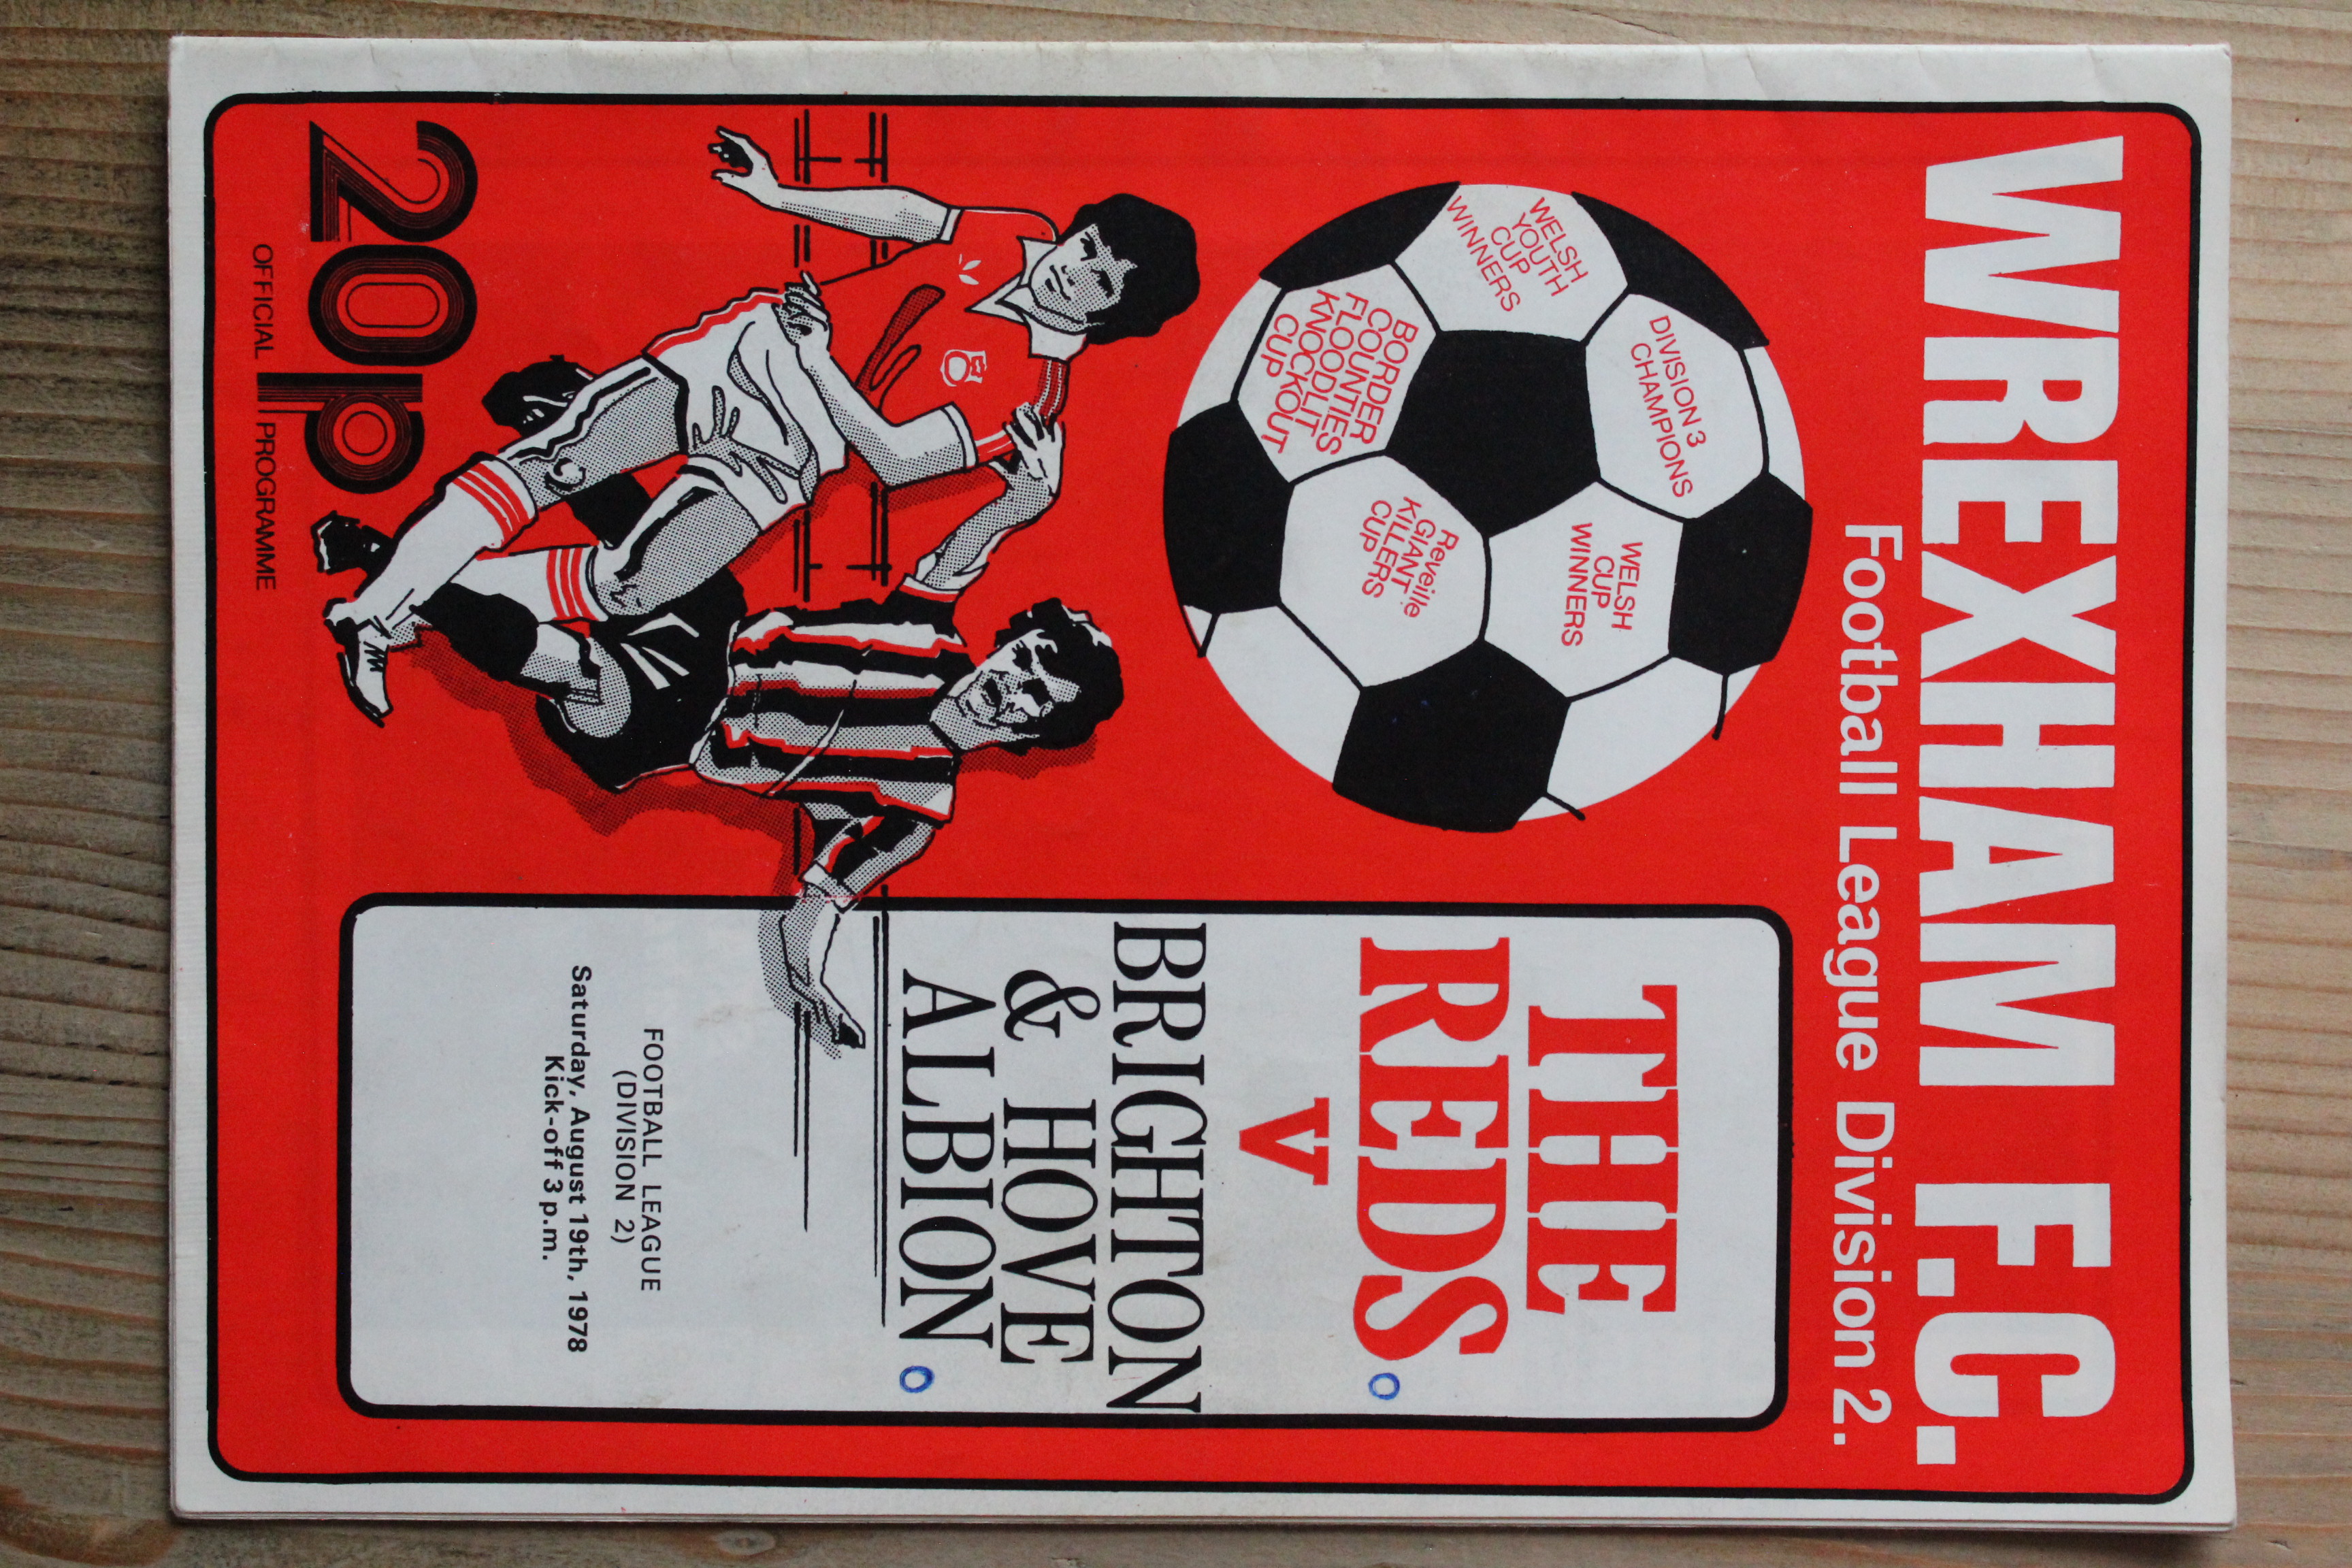 WREXHAM F.C.
Football League Division 2.
WELSH
YOUTH
CUP
WINNERS
DIVISION 3
CHAMPIONS
BORDER
COUNTIES
FLOODLIT
KNOCKOUT
CUP
WELSH
CUP
WINNERS
Reveille
GIANT
KILLERS
CUP
THE
REDS
0
V
BRIGHTON
& HOVE
ALBION
0
FOOTBALL LEAGUE
(DIVISION 2)
Saturday, August 19th, 1978
Kick-off 3 p.m.
20p
OFFICIAL PROGRAMME